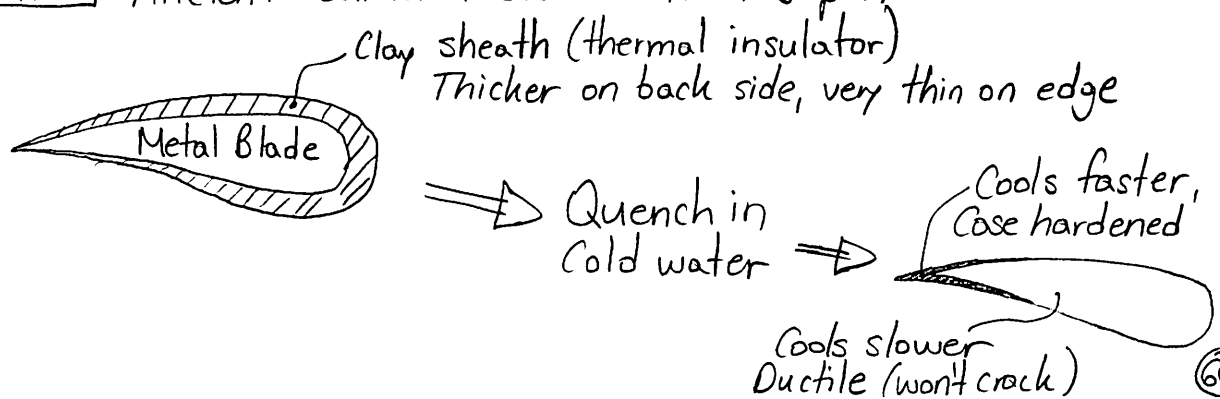 Clay sheath (thermal insulator)
Thicker on back side, very thin on edge
Metal Blade
Quench in
Cold water
Cools faster,
Case hardened
Cools slower
Ductile (won't crack)